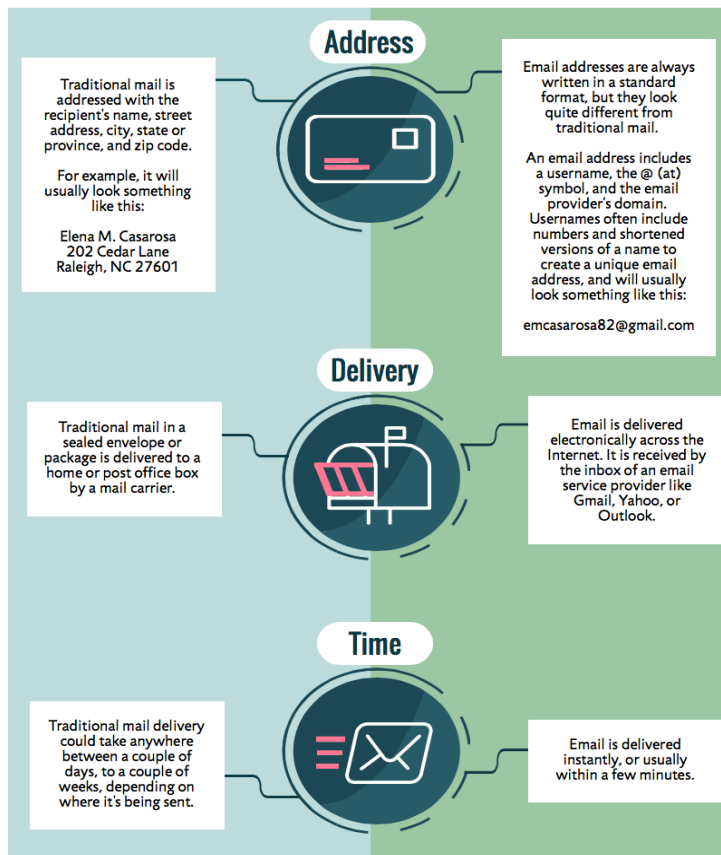 Address
Traditional mail is
addressed with the
recipient's name, street
address, city, state or
province, and zip code.
For example, it will
usually look something
like this:
Elena M. Casarosa
202 Cedar Lane
Raleigh, NC 27601
Email addresses are always
written in a standard
format, but they look
quite different from
traditional mail.
An email address includes
a username, the @ (at)
symbol, and the email
provider's domain.
Usernames often include
numbers and shortened
versions of a name to
create a unique email
address, and will usually
look something like this:
emcasarosa82@gmail.com
Delivery
Traditional mail in a
sealed envelope or
package is delivered to a
home or post office box
by a mail carrier.
Email is delivered
electronically across the
Internet. It is received by
the inbox of an email
service provider like
Gmail, Yahoo, or
Outlook.
Time
Traditional mail delivery
could take anywhere
between a couple of
days, to a couple of
weeks, depending on
where it's being sent.
Email is delivered
instantly, or usually
within a few minutes.